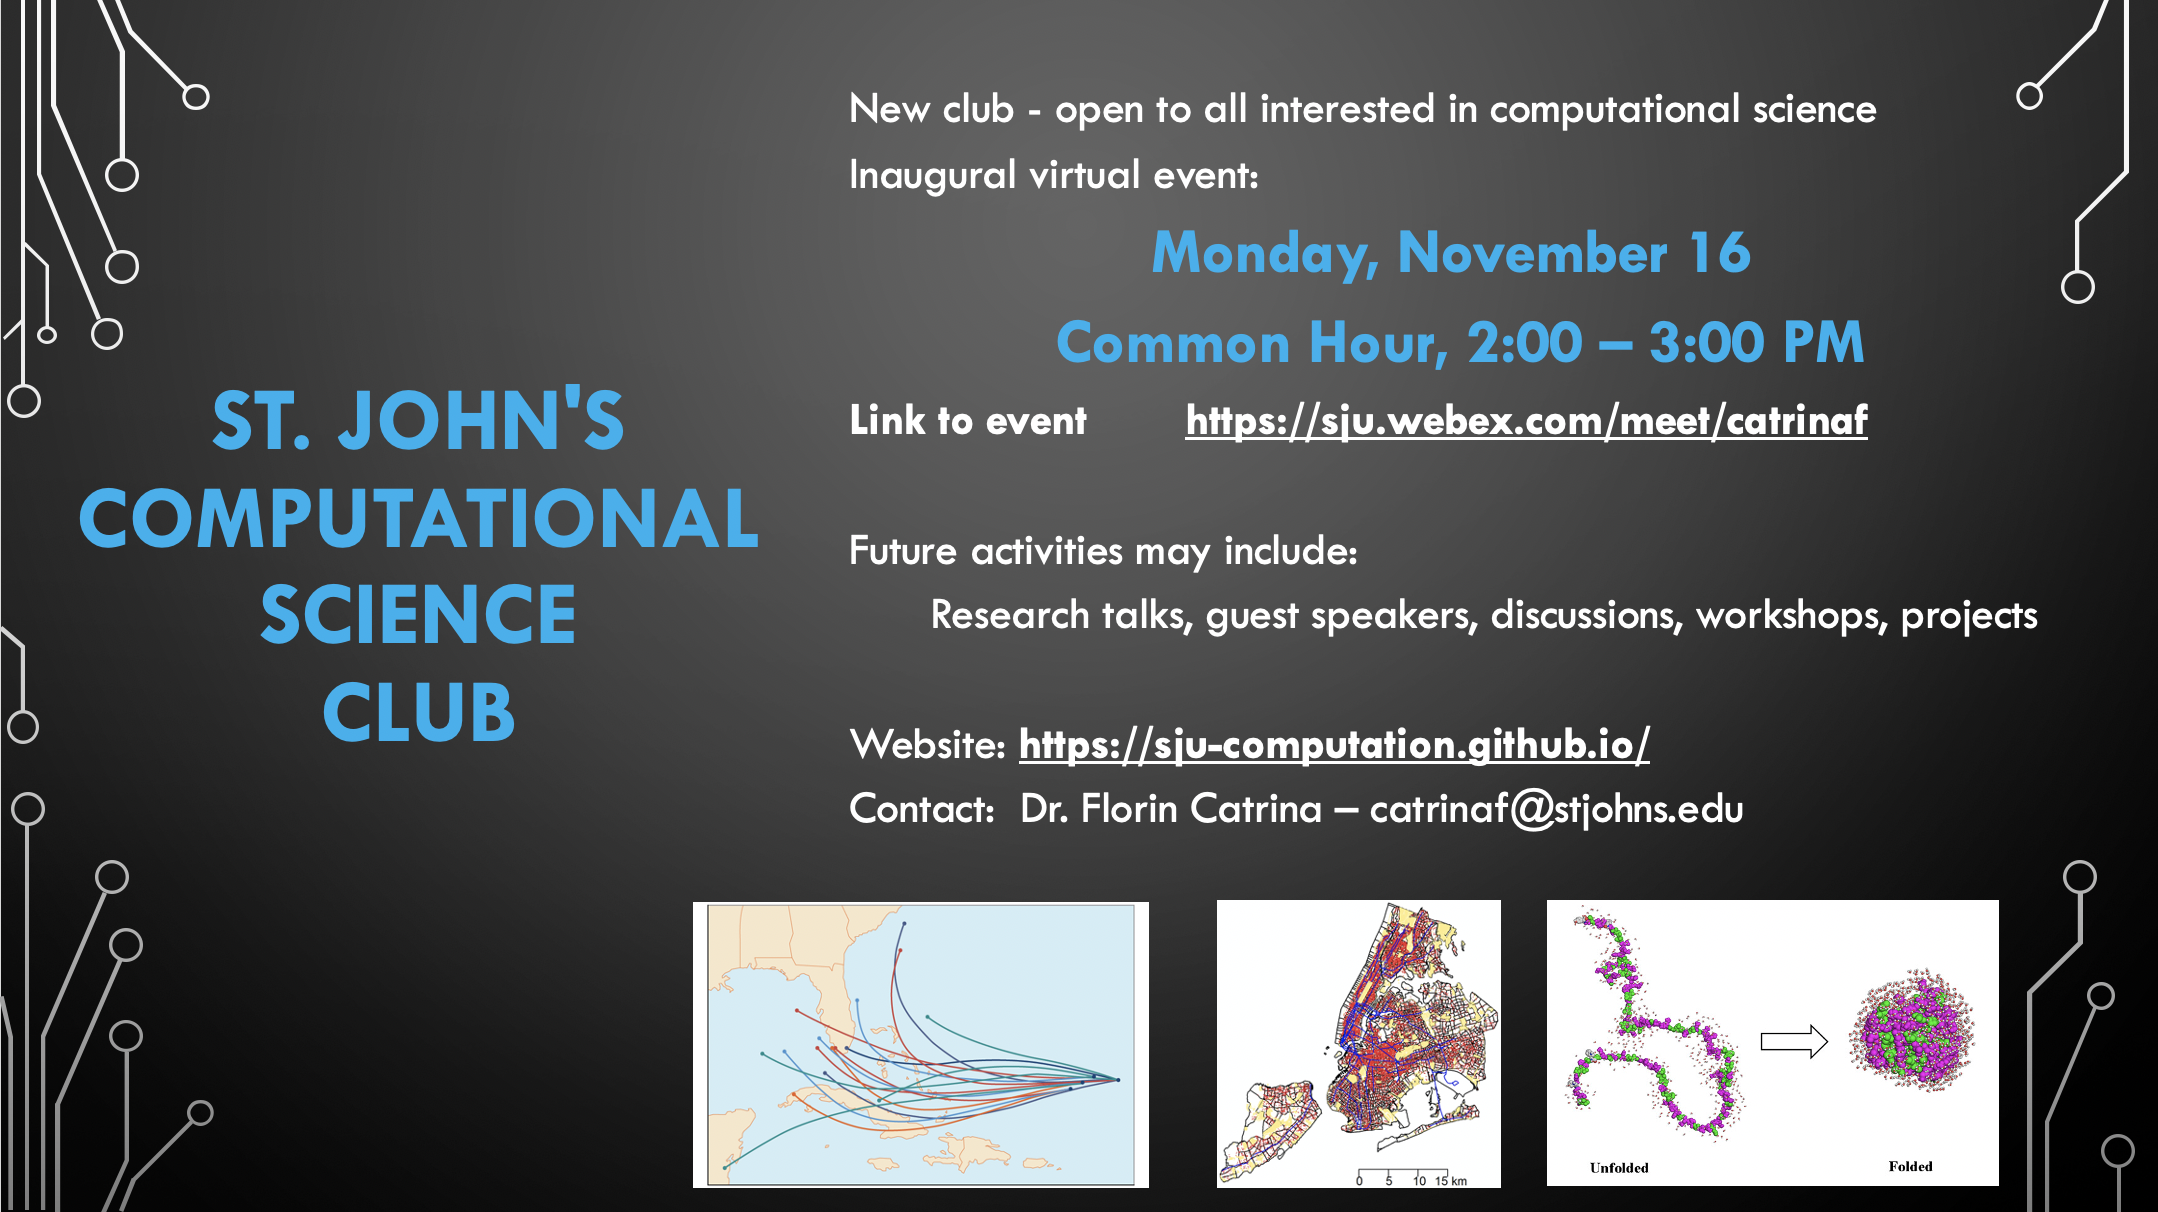 ST. JOHN'S
COMPUTATIONAL
SCIENCE
CLUB
New club - open to all interested in computational science
Inaugural virtual event:
Monday, November 16
Common Hour, 2:00 – 3:00 PM
Link to event https://sju.webex.com/meet/catrinaf
Future activities may include:
Research talks, guest speakers, discussions, workshops, projects
Website: https://sju-computation.github.io/
Contact: Dr. Florin Catrina – catrinaf@stjohns.edu
0 5 10 15 km
Unfolded
Folded